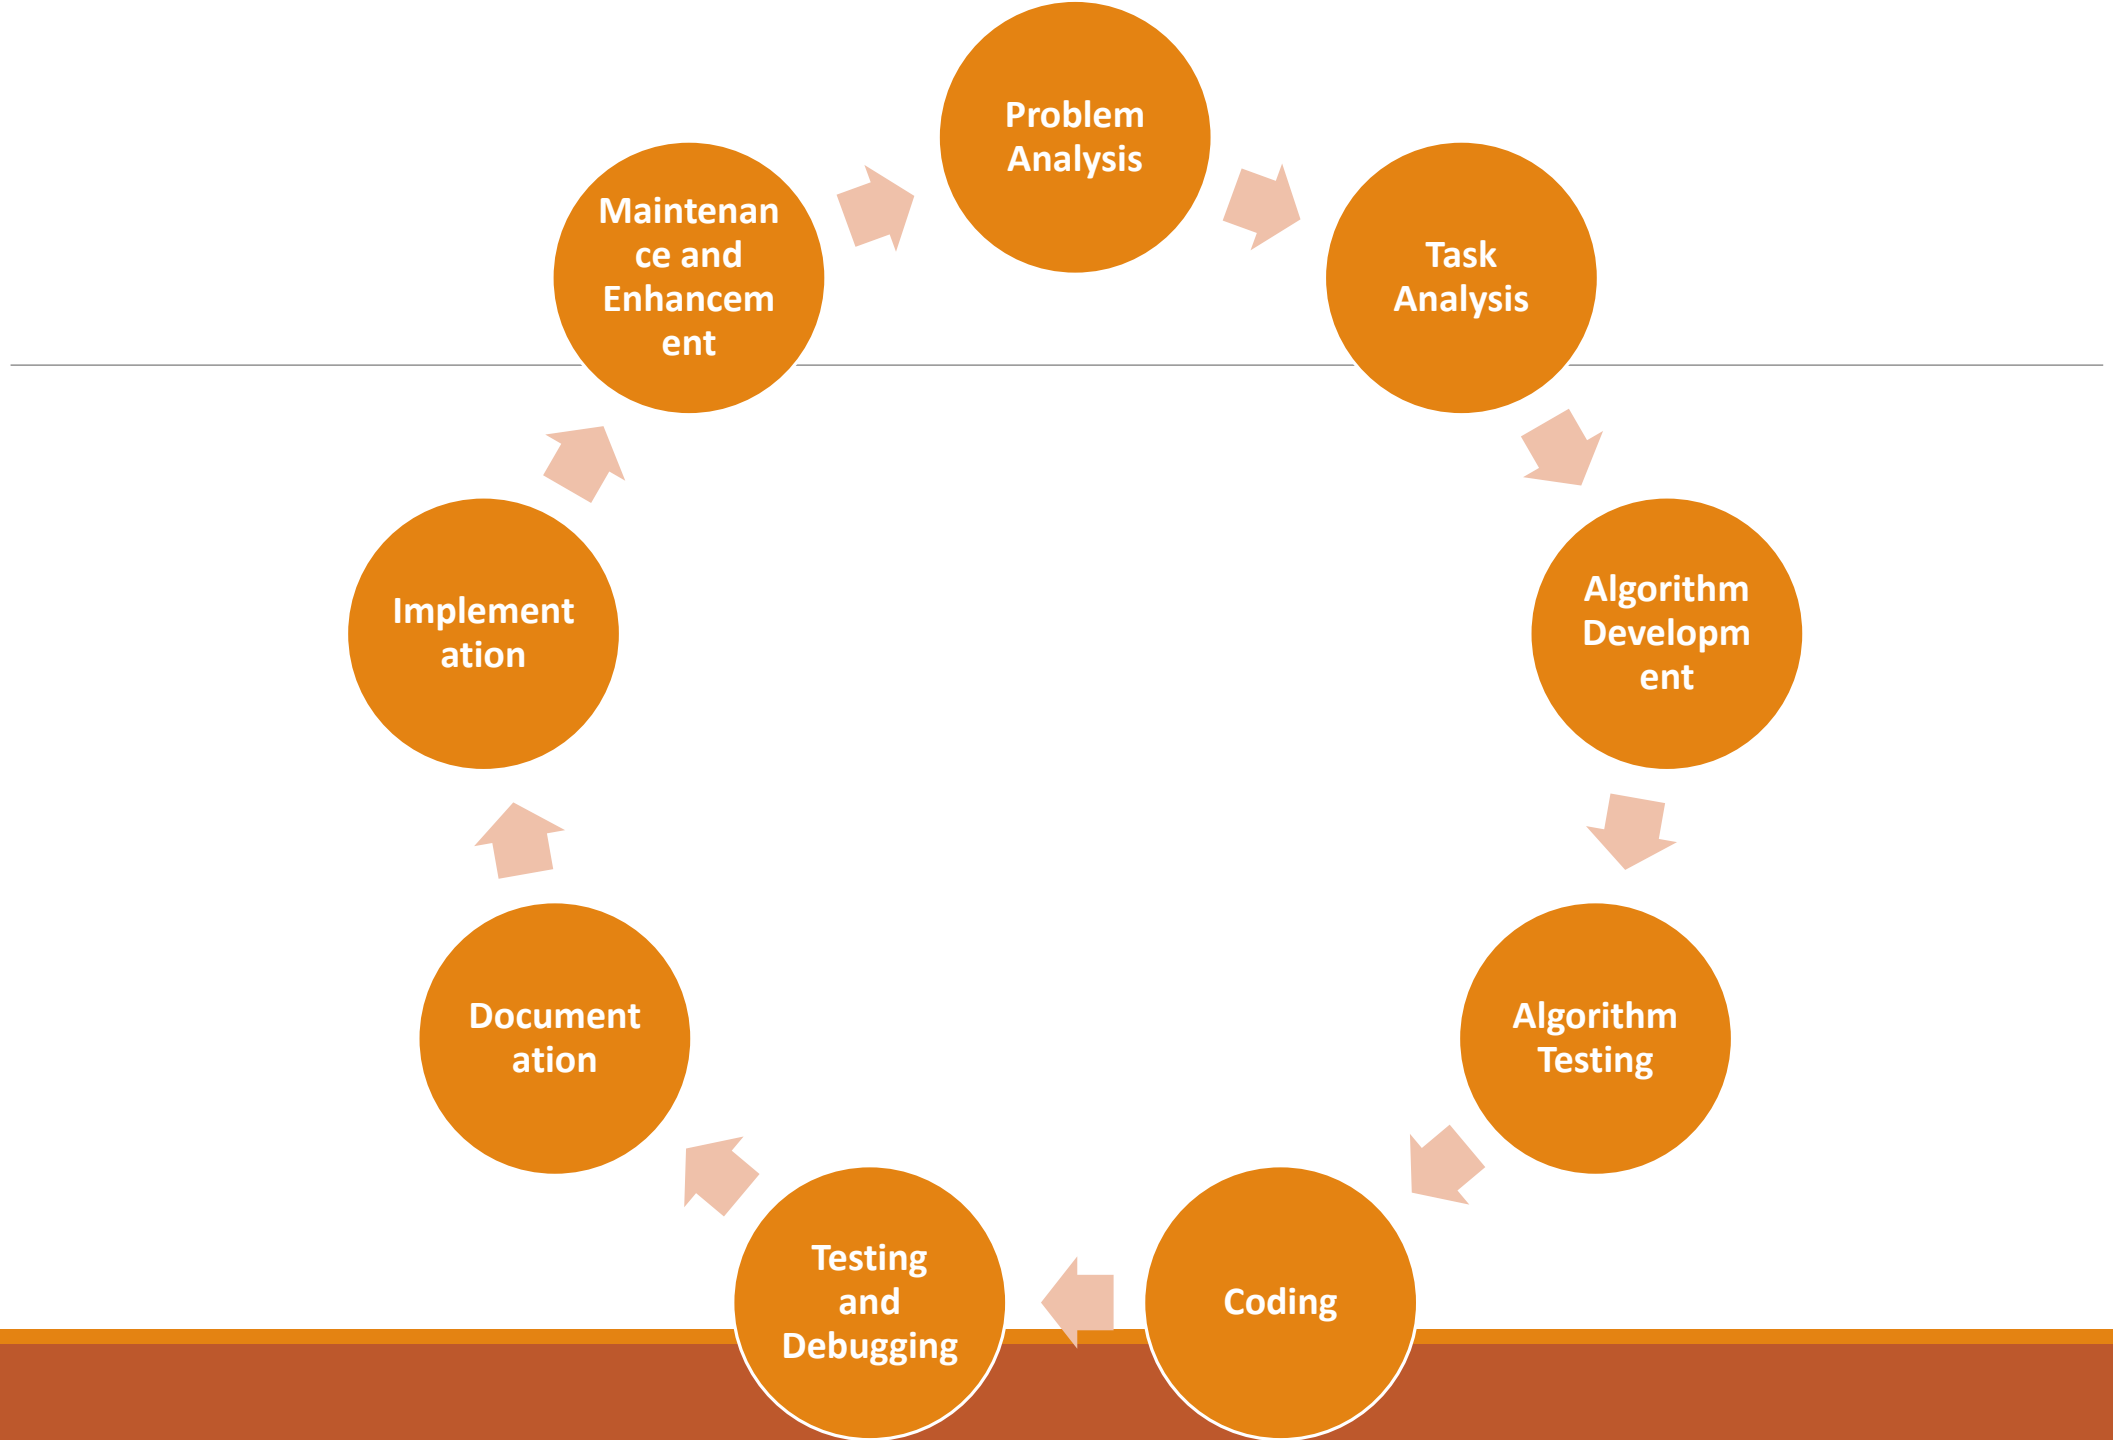 Problem
Analysis
Task
Analysis
Algorithm
Developm
ent
Algorithm
Testing
Coding
Testing
and
Debugging
Document
ation
Implement
ation
Maintenan
ce and
Enhancem
ent